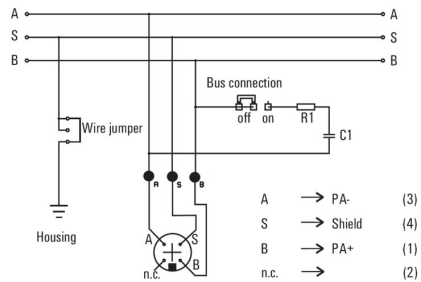 A A
S S
B B
Bus connection
off on R1
Wire jumper
C1
A S B
A → PA- (3)
A S
S → Shield (4)
Housing
B → PA+ (1)
B
n.c.
n.c. → (2)